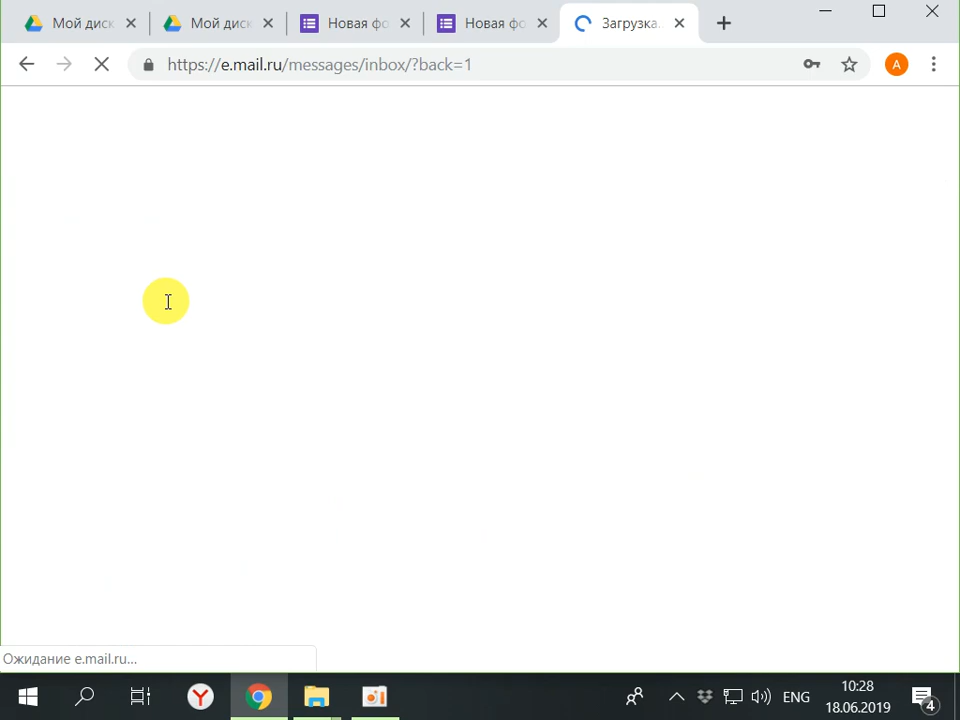 Мой диск
Мой диск
Новая фо
Новая фо
Загрузка.
https://e.mail.ru/messages/inbox/?back=1
A
Ожидание e.mail.ru...
ENG
10:28
18.06.2019
4